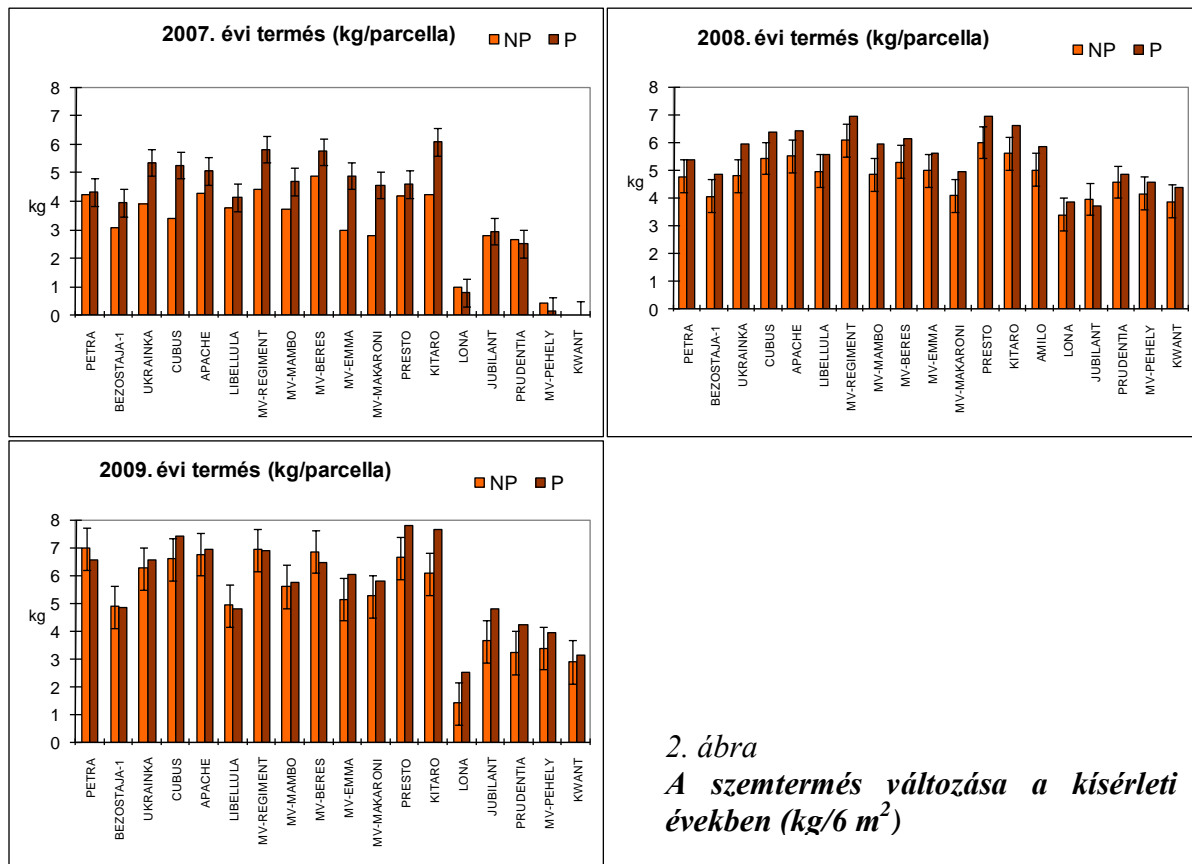 2007. évi termés (kg/parcella)
NP P
8
7
6
5
4
3
2
1
0
kg
PETRA
BEZOSTAJA-1
UKRAINKA
CUBUS
APACHE
LIBELLULA
MV-REGIMENT
MV-MAMBO
MV-BERES
MV-EMMA
MV-MAKARONI
PRESTO
KITARO
LONA
JUBILANT
PRUDENTIA
MV-PEHELY
KWANT
2008. évi termés (kg/parcella)
NP P
8
7
6
5
4
3
2
1
0
kg
PETRA
BEZOSTAJA-1
UKRAINKA
CUBUS
APACHE
LIBELLULA
MV-REGIMENT
MV-MAMBO
MV-BERES
MV-EMMA
MV-MAKARONI
PRESTO
KITARO
AMILO
LONA
JUBILANT
PRUDENTIA
MV-PEHELY
KWANT
2009. évi termés (kg/parcella)
NP P
8
7
6
5
4
3
2
1
0
kg
PETRA
BEZOSTAJA-1
UKRAINKA
CUBUS
APACHE
LIBELLULA
MV-REGIMENT
MV-MAMBO
MV-BERES
MV-EMMA
MV-MAKARONI
PRESTO
KITARO
LONA
JUBILANT
PRUDENTIA
MV-PEHELY
KWANT
2. ábra
A szemtermés változása a kísérleti
években (kg/6 m²)